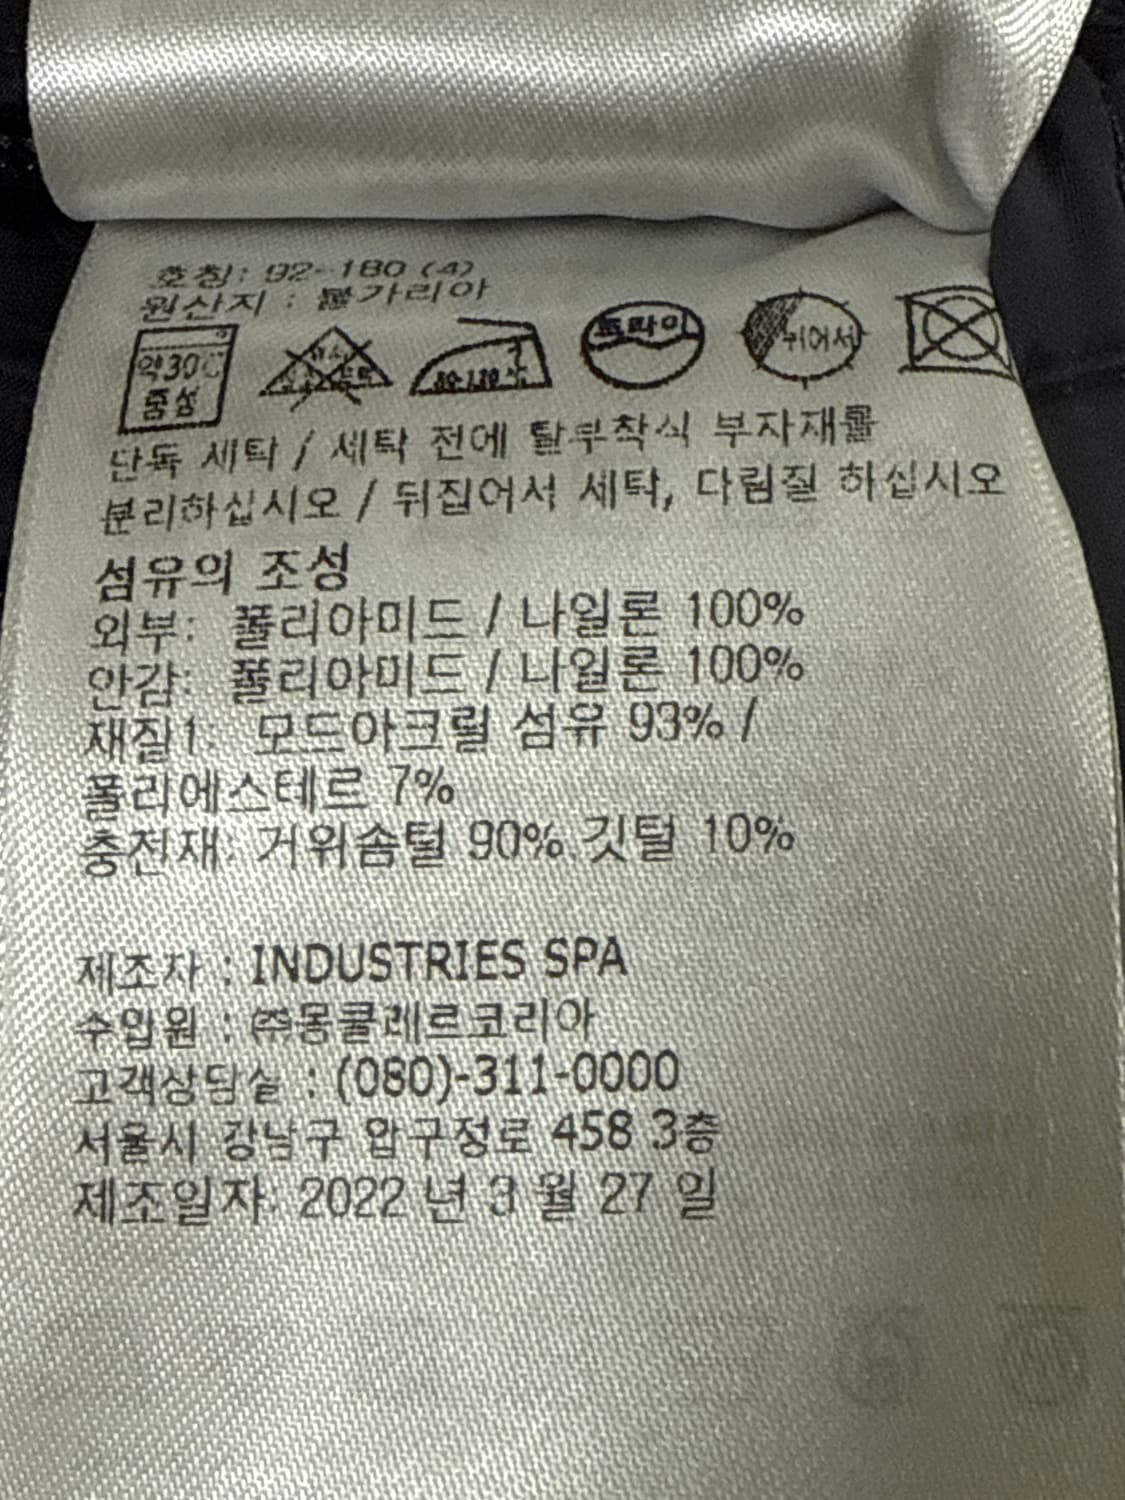 호칭: 92-180 (4)
원산지 : 불가리아
약30℃
중성
80-120℃
드라이
뉘어서
단독 세탁 / 세탁 전에 탈부착식 부자재를
분리하십시오 / 뒤집어서 세탁, 다림질 하십시오
섬유의 조성
외부: 폴리아미드 / 나일론 100%
안감: 폴리아미드 / 나일론 100%
재질1: 모드아크릴 섬유 93% /
폴리에스테르 7%
충전재: 거위솜털 90%.깃털 10%
제조자 : INDUSTRIES SPA
수입원 : ㈜몽클레르코리아
고객상담실 : (080)-311-0000
서울시 강남구 압구정로 458 3층
제조일자: 2022 년 3 월 27 일